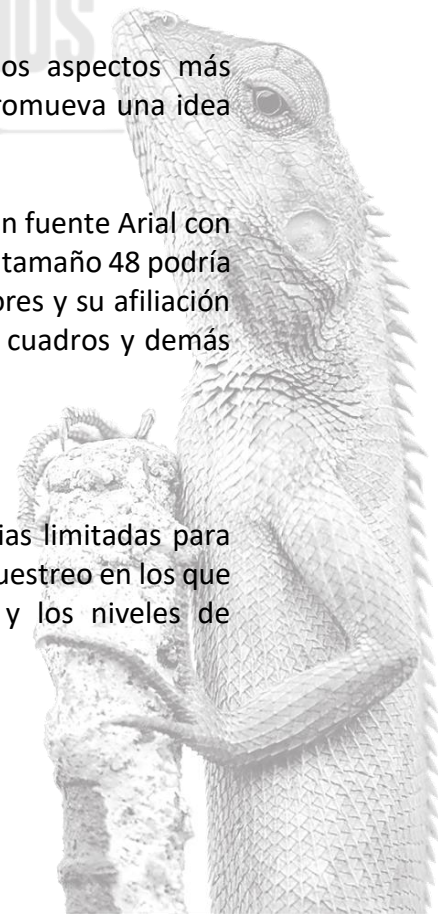 os aspectos más
romueva una idea
n fuente Arial con
tamaño 48 podría
ores y su afiliación
cuadros y demás
ias limitadas para
uestreo en los que
y los niveles de